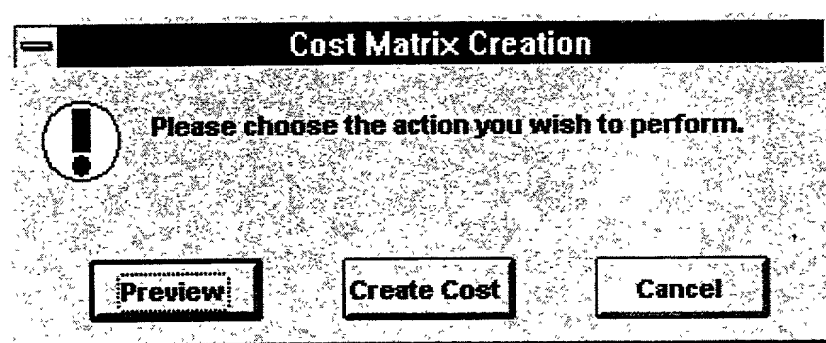 Cost Matrix Creation
Please choose the action you wish to perform.
Preview Create Cost Cancel